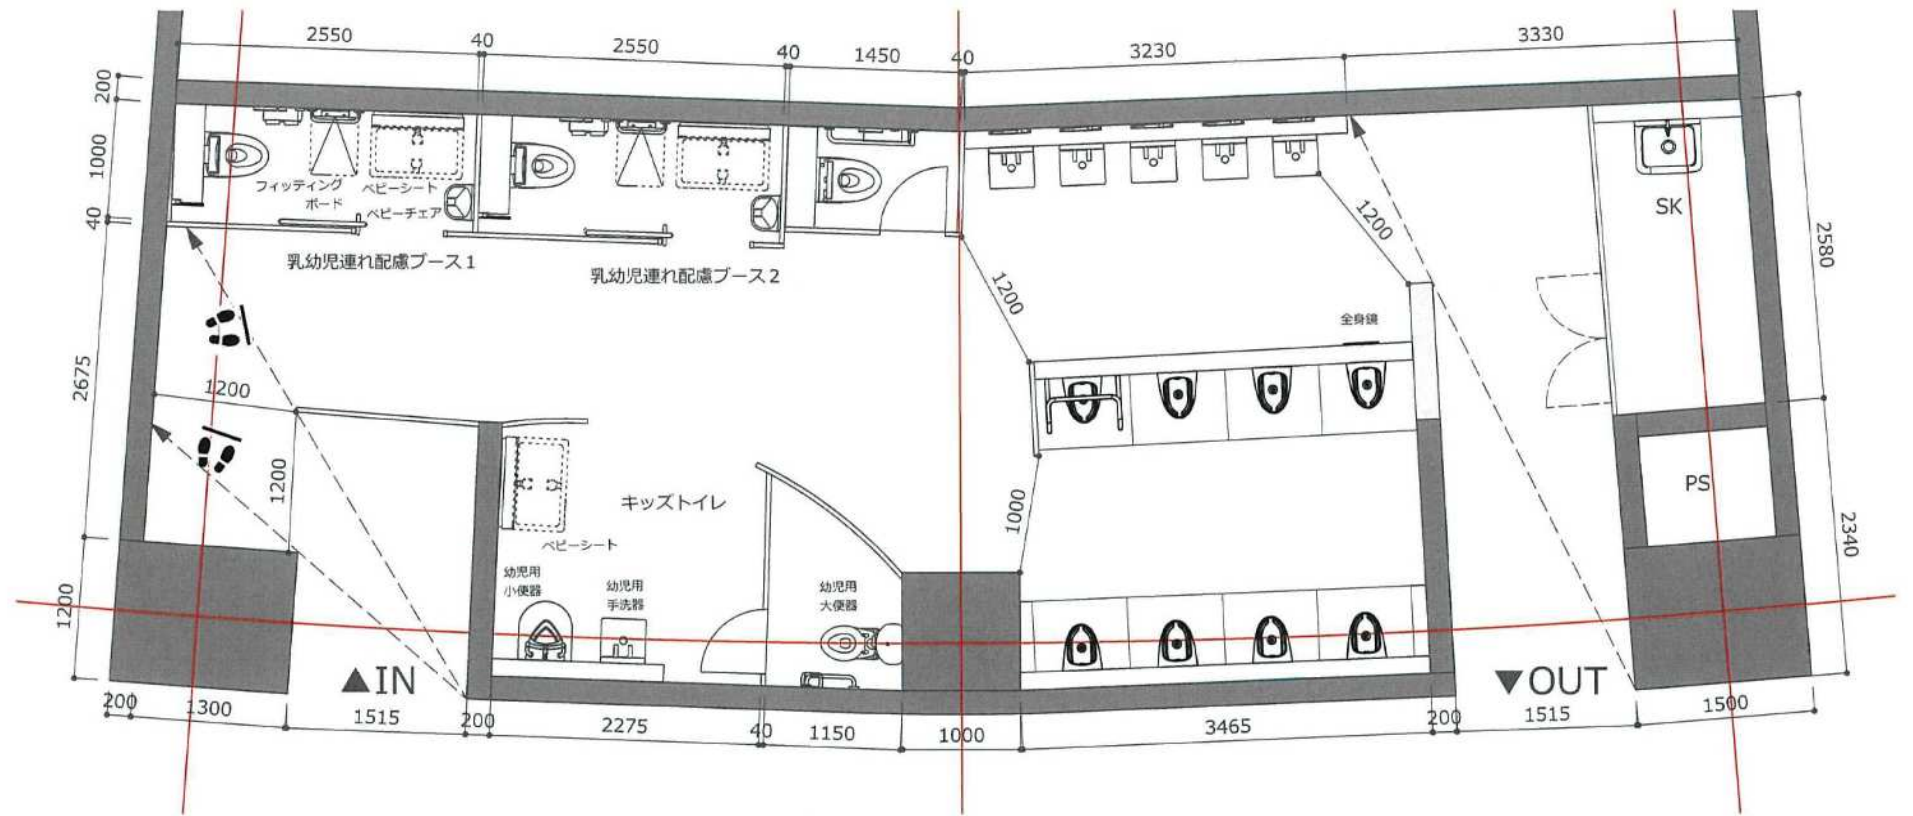 2550
40
2550
40
1450
40
3230
3330
200
1000
40
2675
1200
フィッティング
ボード
ベビーシート
ベビーチェア
乳幼児連れ配慮ブース1
乳幼児連れ配慮ブース2
1200
1200
SK
2580
全身鏡
1200
1200
キッズトイレ
ベビーシート
1000
PS
2340
幼児用
小便器
幼児用
手洗器
幼児用
大便器
▲IN
▼OUT
200
1300
1515
200
2275
40
1150
1000
3465
200
1515
1500